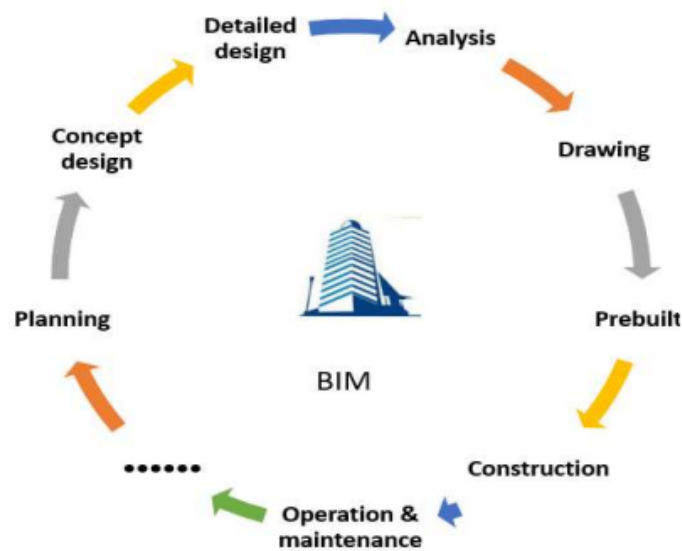 Detailed
design
Analysis
Concept
design
Drawing
Planning
Prebuilt
BIM
••••••
Construction
Operation &
maintenance